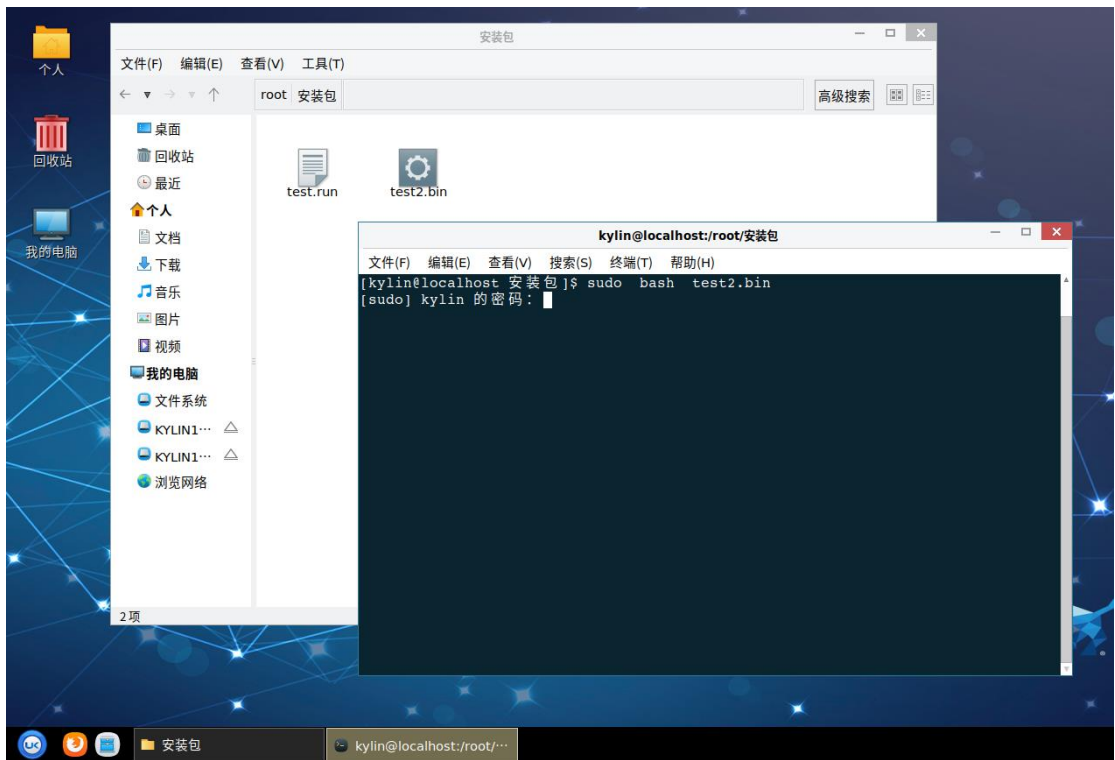 个人
回收站
我的电脑
安装包
文件(F) 编辑(E) 查看(V) 工具(T)
root 安装包
高级搜索
桌面
回收站
最近
个人
文档
下载
音乐
图片
视频
我的电脑
文件系统
KYLIN1…
KYLIN1…
浏览网络
test.run
test2.bin
2项
kylin@localhost:/root/安装包
文件(F) 编辑(E) 查看(V) 搜索(S) 终端(T) 帮助(H)
[kylin@localhost 安装包]$ sudo bash test2.bin
[sudo] kylin 的密码：
UK
安装包
kylin@localhost:/root/…